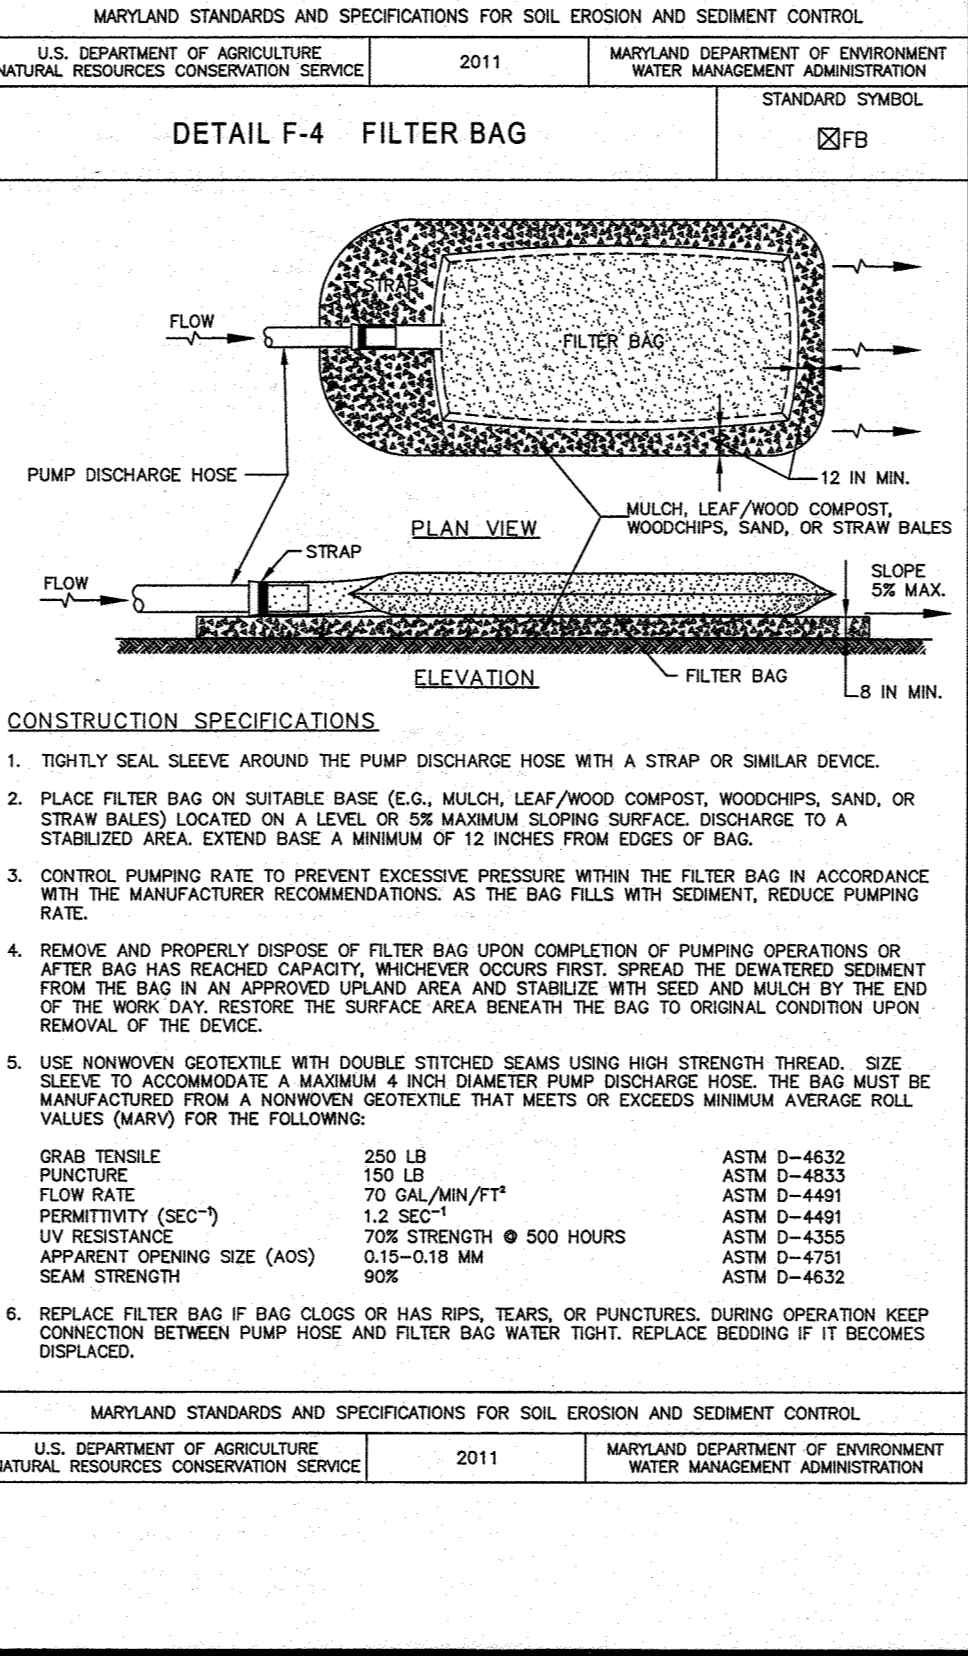 MARYLAND STANDARDS AND SPECIFICATIONS FOR SOIL EROSION AND SEDIMENT CONTROL
U.S. DEPARTMENT OF AGRICULTURE
NATURAL RESOURCES CONSERVATION SERVICE
2011
MARYLAND DEPARTMENT OF ENVIRONMENT
WATER MANAGEMENT ADMINISTRATION
DETAIL F-4 FILTER BAG
STANDARD SYMBOL
☒FB
STRAP
FLOW
FILTER BAG
PUMP DISCHARGE HOSE
12 IN MIN.
MULCH, LEAF/WOOD COMPOST,
WOODCHIPS, SAND, OR STRAW BALES
PLAN VIEW
STRAP
FLOW
SLOPE
5% MAX.
ELEVATION
FILTER BAG
8 IN MIN.
CONSTRUCTION SPECIFICATIONS
1. TIGHTLY SEAL SLEEVE AROUND THE PUMP DISCHARGE HOSE WITH A STRAP OR SIMILAR DEVICE.
2. PLACE FILTER BAG ON SUITABLE BASE (E.G., MULCH, LEAF/WOOD COMPOST, WOODCHIPS, SAND, OR
STRAW BALES) LOCATED ON A LEVEL OR 5% MAXIMUM SLOPING SURFACE. DISCHARGE TO A
STABILIZED AREA. EXTEND BASE A MINIMUM OF 12 INCHES FROM EDGES OF BAG.
3. CONTROL PUMPING RATE TO PREVENT EXCESSIVE PRESSURE WITHIN THE FILTER BAG IN ACCORDANCE
WITH THE MANUFACTURER RECOMMENDATIONS. AS THE BAG FILLS WITH SEDIMENT, REDUCE PUMPING
RATE.
4. REMOVE AND PROPERLY DISPOSE OF FILTER BAG UPON COMPLETION OF PUMPING OPERATIONS OR
AFTER BAG HAS REACHED CAPACITY, WHICHEVER OCCURS FIRST. SPREAD THE DEWATERED SEDIMENT
FROM THE BAG IN AN APPROVED UPLAND AREA AND STABILIZE WITH SEED AND MULCH BY THE END
OF THE WORK DAY. RESTORE THE SURFACE AREA BENEATH THE BAG TO ORIGINAL CONDITION UPON
REMOVAL OF THE DEVICE.
5. USE NONWOVEN GEOTEXTILE WITH DOUBLE STITCHED SEAMS USING HIGH STRENGTH THREAD. SIZE
SLEEVE TO ACCOMMODATE A MAXIMUM 4 INCH DIAMETER PUMP DISCHARGE HOSE. THE BAG MUST BE
MANUFACTURED FROM A NONWOVEN GEOTEXTILE THAT MEETS OR EXCEEDS MINIMUM AVERAGE ROLL
VALUES (MARV) FOR THE FOLLOWING:
GRAB TENSILE 250 LB ASTM D-4632
PUNCTURE 150 LB ASTM D-4833
FLOW RATE 70 GAL/MIN/FT² ASTM D-4491
PERMITTIVITY (SEC⁻¹) 1.2 SEC⁻¹ ASTM D-4491
UV RESISTANCE 70% STRENGTH @ 500 HOURS ASTM D-4355
APPARENT OPENING SIZE (AOS) 0.15-0.18 MM ASTM D-4751
SEAM STRENGTH 90% ASTM D-4632
6. REPLACE FILTER BAG IF BAG CLOGS OR HAS RIPS, TEARS, OR PUNCTURES. DURING OPERATION KEEP
CONNECTION BETWEEN PUMP HOSE AND FILTER BAG WATER TIGHT. REPLACE BEDDING IF IT BECOMES
DISPLACED.
MARYLAND STANDARDS AND SPECIFICATIONS FOR SOIL EROSION AND SEDIMENT CONTROL
U.S. DEPARTMENT OF AGRICULTURE
NATURAL RESOURCES CONSERVATION SERVICE
2011
MARYLAND DEPARTMENT OF ENVIRONMENT
WATER MANAGEMENT ADMINISTRATION